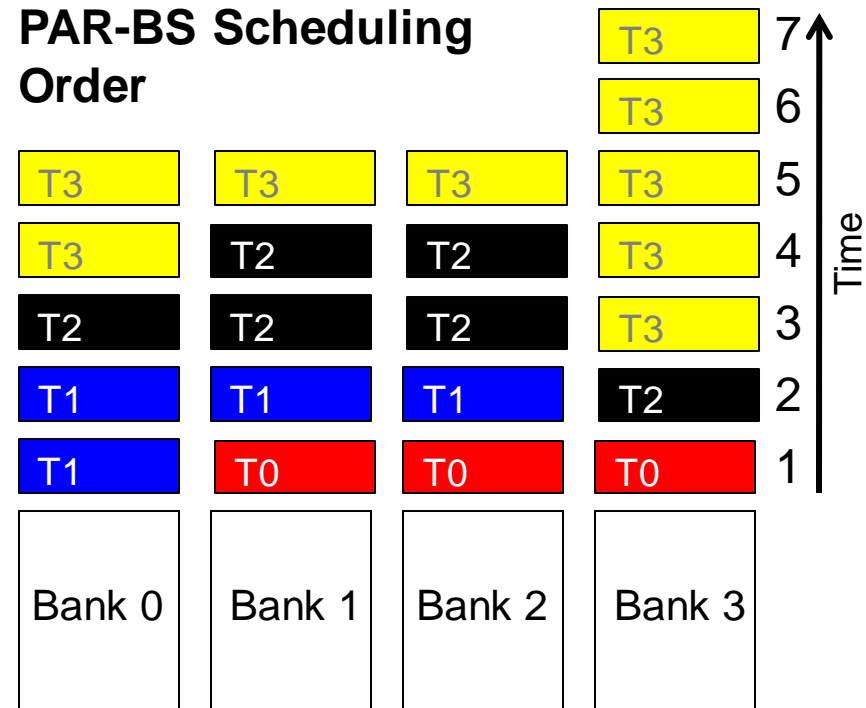 PAR-BS Scheduling
Order
T3 7
T3 6
T3 T3 T3 T3 5
T3 T2 T2 T3 4
T2 T2 T2 T3 3
T1 T1 T1 T2 2
T1 T0 T0 T0 1
Time
Bank 0 Bank 1 Bank 2 Bank 3